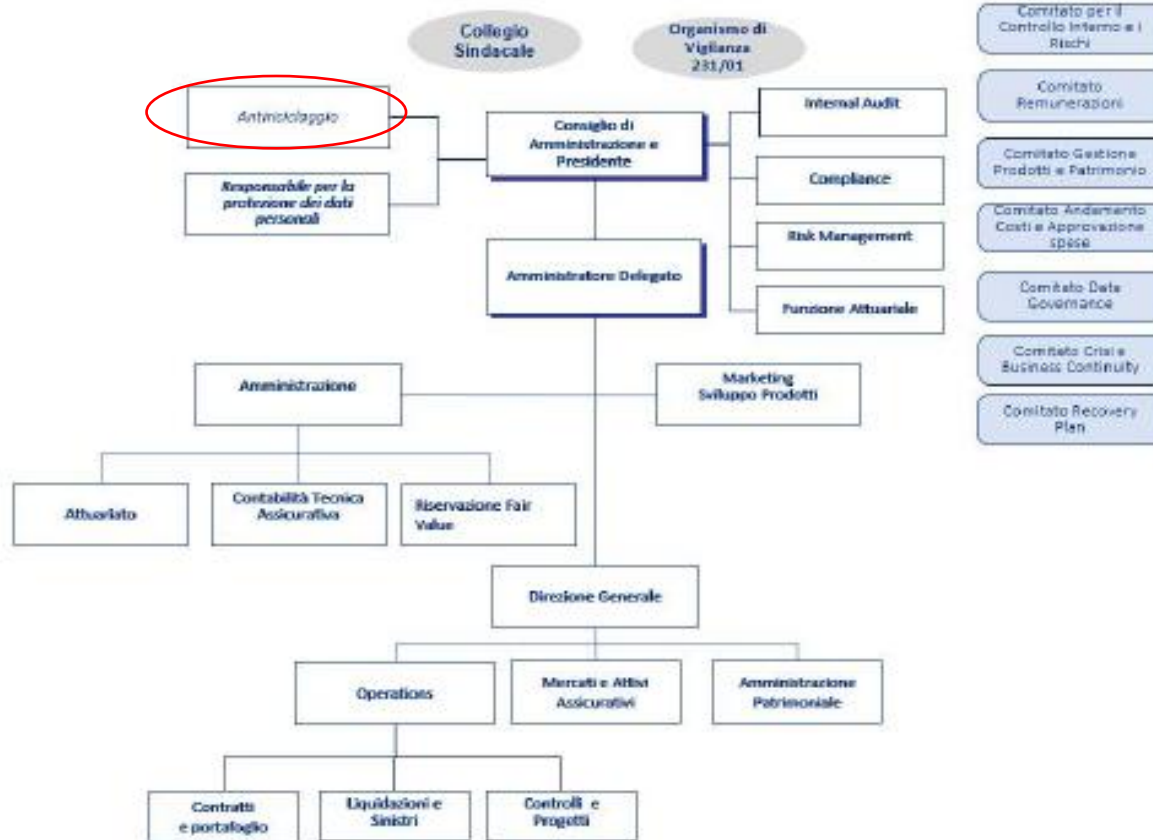 Collegio
Sindacale
Organismo di
Vigilanza
231/01
Comitato per il
Controllo Interno e i
Rischi
Antiriciclaggio
Consiglio di
Amministrazione e
Presidente
Internal Audit
Comitato
Remunerazioni
Responsabile per la
protezione dei dati
personali
Compliance
Comitato Gestione
Prodotti e Patrimonio
Risk Management
Comitato Andamento
Costi e Approvazione
spese
Amministratore Delegato
Funzione Attuariale
Comitato Data
Governance
Amministrazione
Marketing
Sviluppo Prodotti
Comitato Crisi e
Business Continuity
Comitato Recovery
Plan
Attuariato
Contabilità Tecnica
Assicurativa
Riservazione Fair
Value
Direzione Generale
Operations
Mercati e Attivi
Assicurativi
Amministrazione
Patrimoniale
Contratti
e portafoglio
Liquidazioni e
Sinistri
Controlli e
Progetti